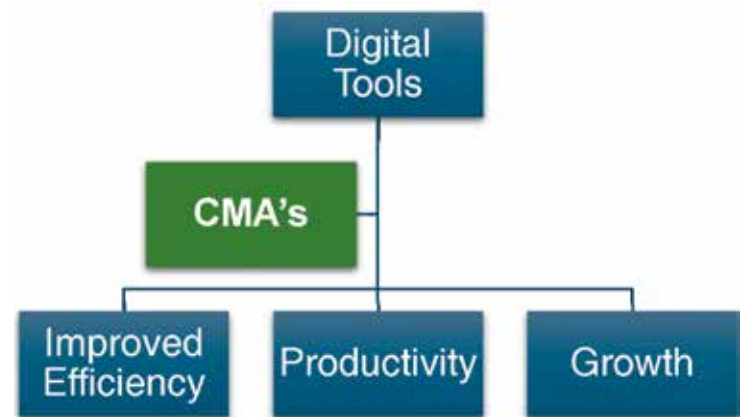 Digital
Tools
CMA's
Improved
Efficiency
Productivity
Growth